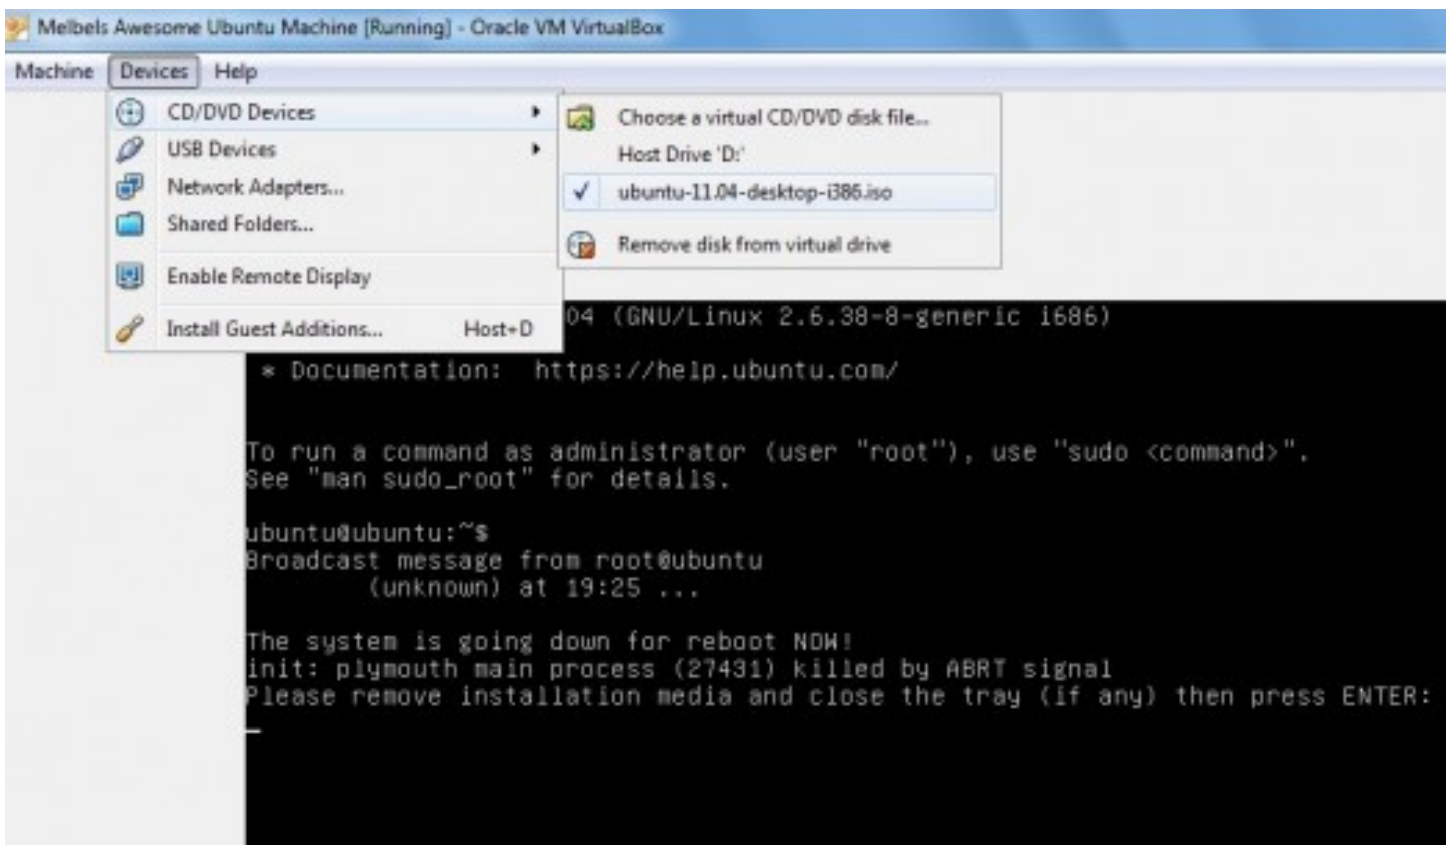 Melbels Awesome Ubuntu Machine [Running] - Oracle VM VirtualBox
Machine Devices Help
CD/DVD Devices
USB Devices
Network Adapters...
Shared Folders...
Enable Remote Display
Install Guest Additions... Host+D
Choose a virtual CD/DVD disk file...
Host Drive 'D:'
ubuntu-11.04-desktop-i386.iso
Remove disk from virtual drive
04 (GNU/Linux 2.6.38-8-generic i686)
* Documentation: https://help.ubuntu.com/
To run a command as administrator (user "root"), use "sudo <command>".
See "man sudo_root" for details.
ubuntu@ubuntu:~$
Broadcast message from root@ubuntu
(unknown) at 19:25 ...
The system is going down for reboot NOW!
init: plymouth main process (27431) killed by ABRT signal
Please remove installation media and close the tray (if any) then press ENTER: